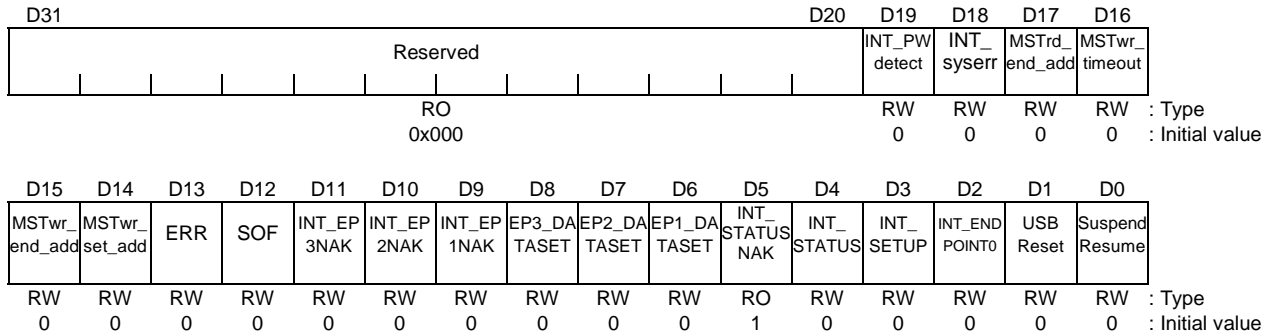 D31 D20 D19 D18 D17 D16
Reserved INT_PW INT_ MSTrd_ MSTwr_
detect syserr end_add timeout
RO RW RW RW RW : Type
0x000 0 0 0 0 : Initial value
D15 D14 D13 D12 D11 D10 D9 D8 D7 D6 D5 D4 D3 D2 D1 D0
MSTwr_ MSTwr_ ERR SOF INT_EP INT_EP INT_EP EP3_DA EP2_DA EP1_DA INT_ STATUS INT_ INT_ INT_END USB Suspend
end_add set_add 3NAK 2NAK 1NAK TASET TASET TASET NAK STATUS SETUP POINT0 Reset Resume
RW RW RW RW RW RW RW RW RW RW RO RW RW RW RW RW : Type
0 0 0 0 0 0 0 0 0 0 1 0 0 0 0 0 : Initial value